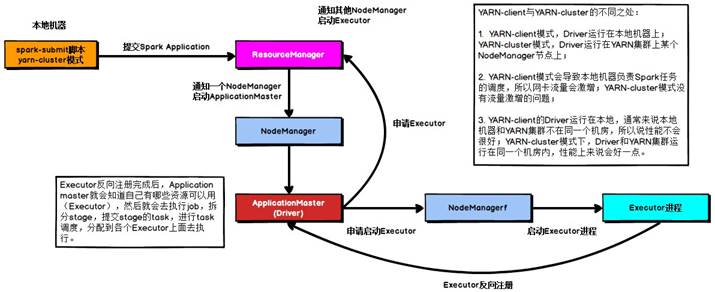 本地机器
spark-submit脚本
yarn-cluster模式
提交Spark Application
ResourceManager
通知其他NodeManager
启动Executor
通知一个NodeManager
启动ApplicationMaster
NodeManager
申请Executor
ApplicationMaster
(Driver)
申请启动Executor
NodeManagerf
启动Executor进程
Executor进程
Executor反向注册
Executor反向注册完成后，Application
master就会知道自己有哪些资源可以用
（Executor），然后就会去执行job，拆
分stage，提交stage的task，进行task
调度，分配到各个Executor上面去执
行。
YARN-client与YARN-cluster的不同之处：
1. YARN-client模式，Driver运行在本地机器上；
YARN-cluster模式，Driver运行在YARN集群上某个
NodeManager节点上；
2. YARN-client模式会导致本地机器负责Spark任务
的调度，所以网卡流量会激增；YARN-cluster模式没
有流量激增的问题；
3. YARN-client的Driver运行在本地，通常来说本地
机器和YARN集群不在同一个机房，所以说性能不会
很好；YARN-cluster模式下，Driver和YARN集群运
行在同一个机房内，性能上来说会好一点。